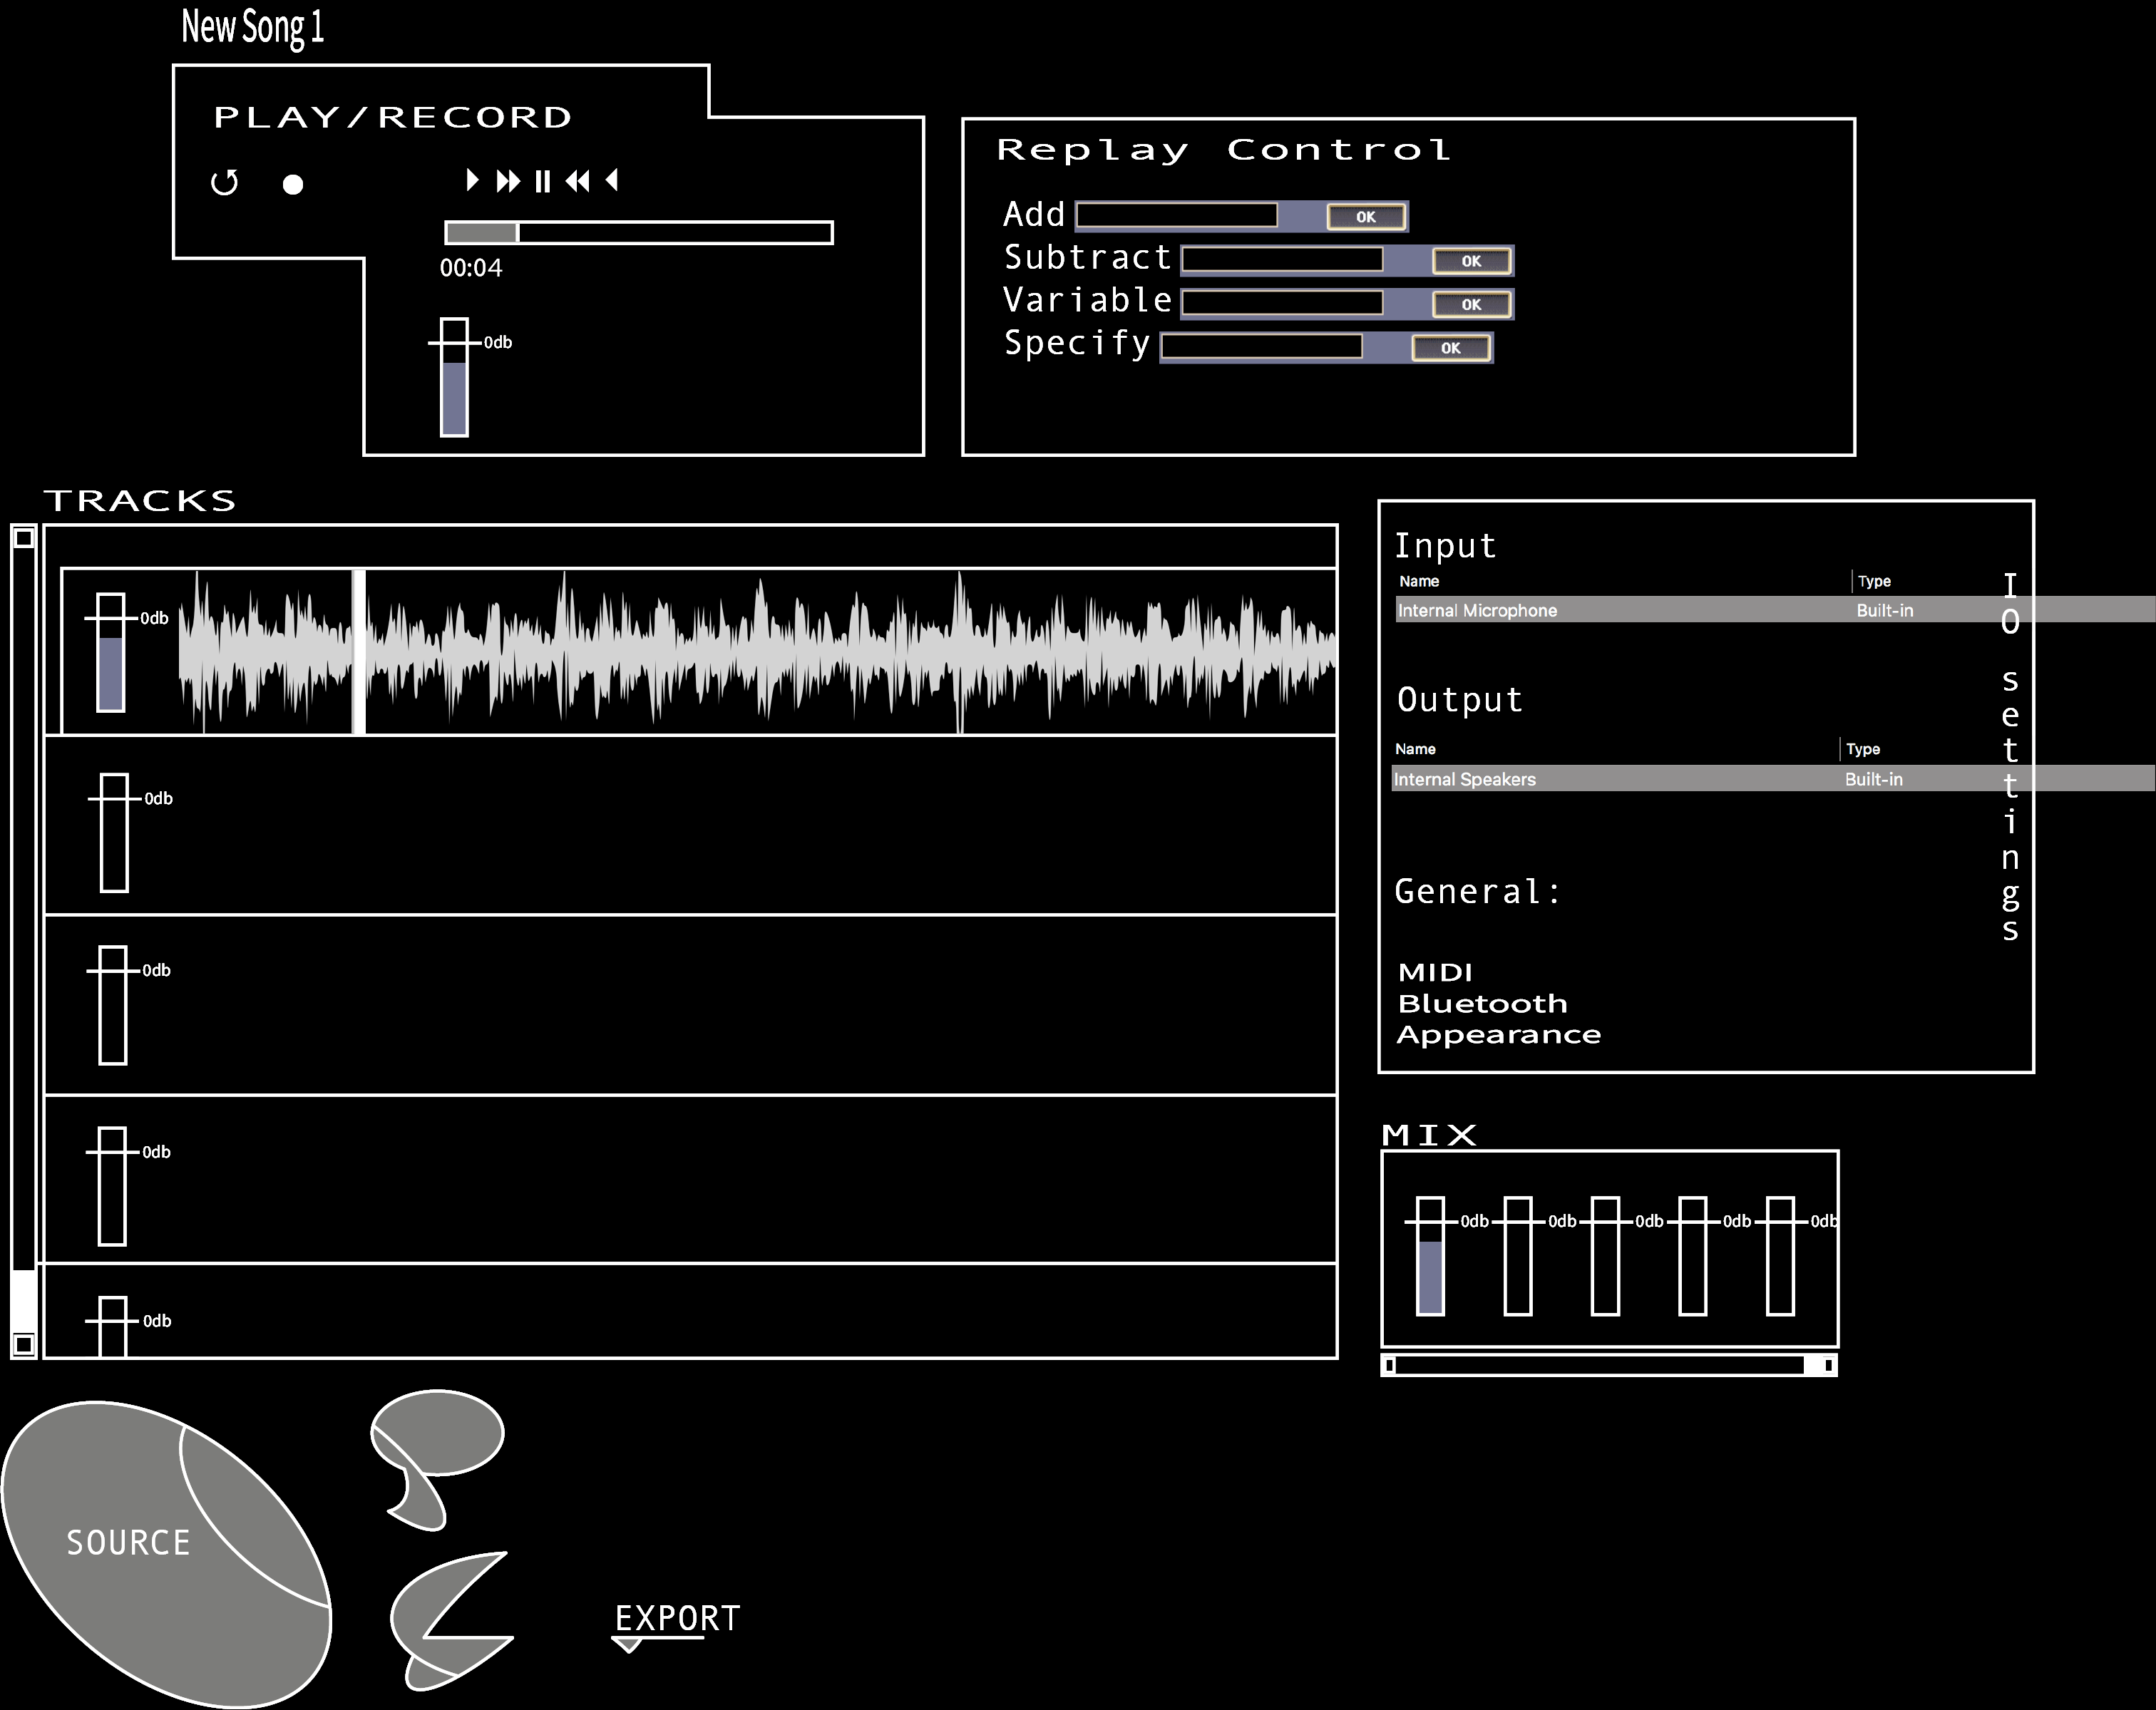 New Song 1
PLAY/RECORD
00:04
0db
Replay Control
Add OK
Subtract OK
Variable OK
Specify OK
TRACKS
0db
0db
0db
0db
0db
Input
Name Type
Internal Microphone Built-in
Output
Name Type
Internal Speakers Built-in
General:
MIDI
Bluetooth
Appearance
IO settings
MIX
0db 0db 0db 0db 0db
SOURCE
EXPORT